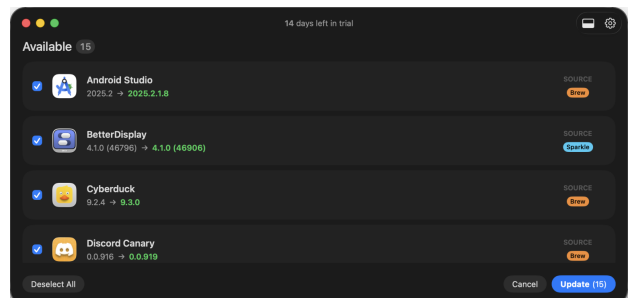 14 days left in trial
Available 15
Android Studio
2025.2 → 2025.2.1.8
SOURCE
Brew
BetterDisplay
4.1.0 (46796) → 4.1.0 (46906)
SOURCE
Sparkle
Cyberduck
9.2.4 → 9.3.0
SOURCE
Brew
Discord Canary
0.0.916 → 0.0.919
SOURCE
Brew
Deselect All
Cancel
Update (15)